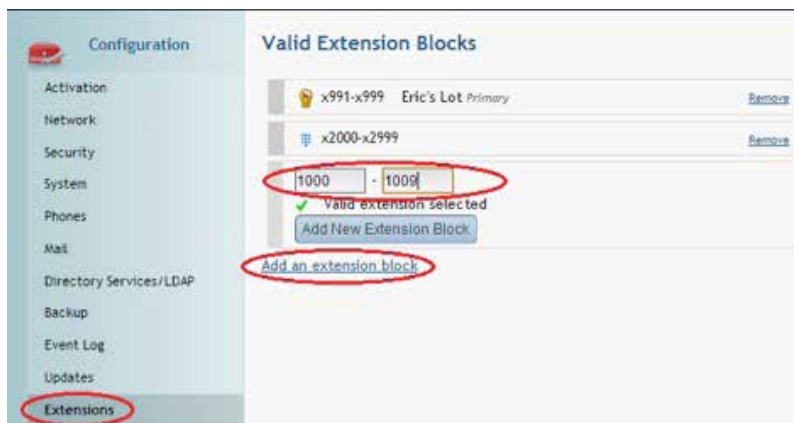 Configuration
Activation
Network
Security
System
Phones
Mail
Directory Services/LDAP
Backup
Event Log
Updates
Extensions
Valid Extension Blocks
x991-x999 Eric's Lot Primary Remove
x2000-x2999 Remove
1000 - 1009
Valid extension selected
Add New Extension Block
Add an extension block